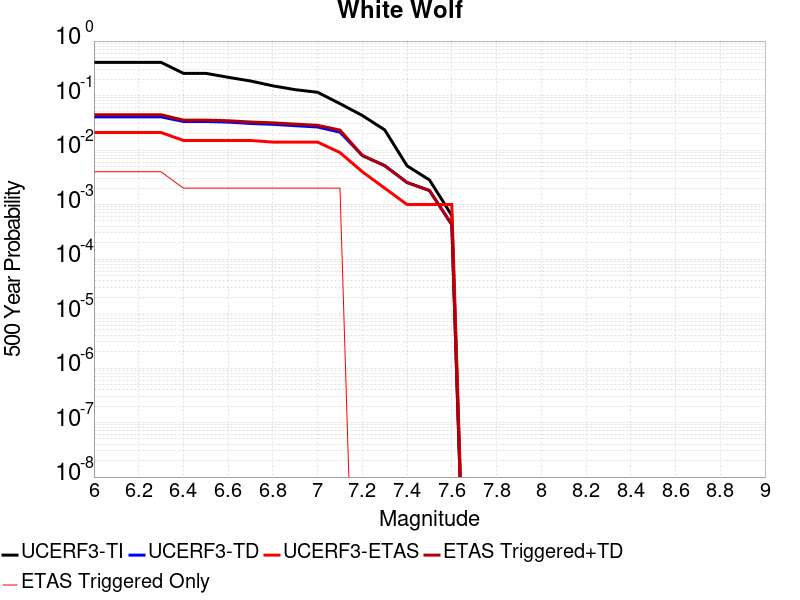 White Wolf
10^0
10^-1
10^-2
10^-3
10^-4
10^-5
10^-6
10^-7
10^-8
500 Year Probability
6 6.2 6.4 6.6 6.8 7 7.2 7.4 7.6 7.8 8 8.2 8.4 8.6 8.8 9
Magnitude
UCERF3-TI UCERF3-TD UCERF3-ETAS ETAS Triggered+TD
ETAS Triggered Only